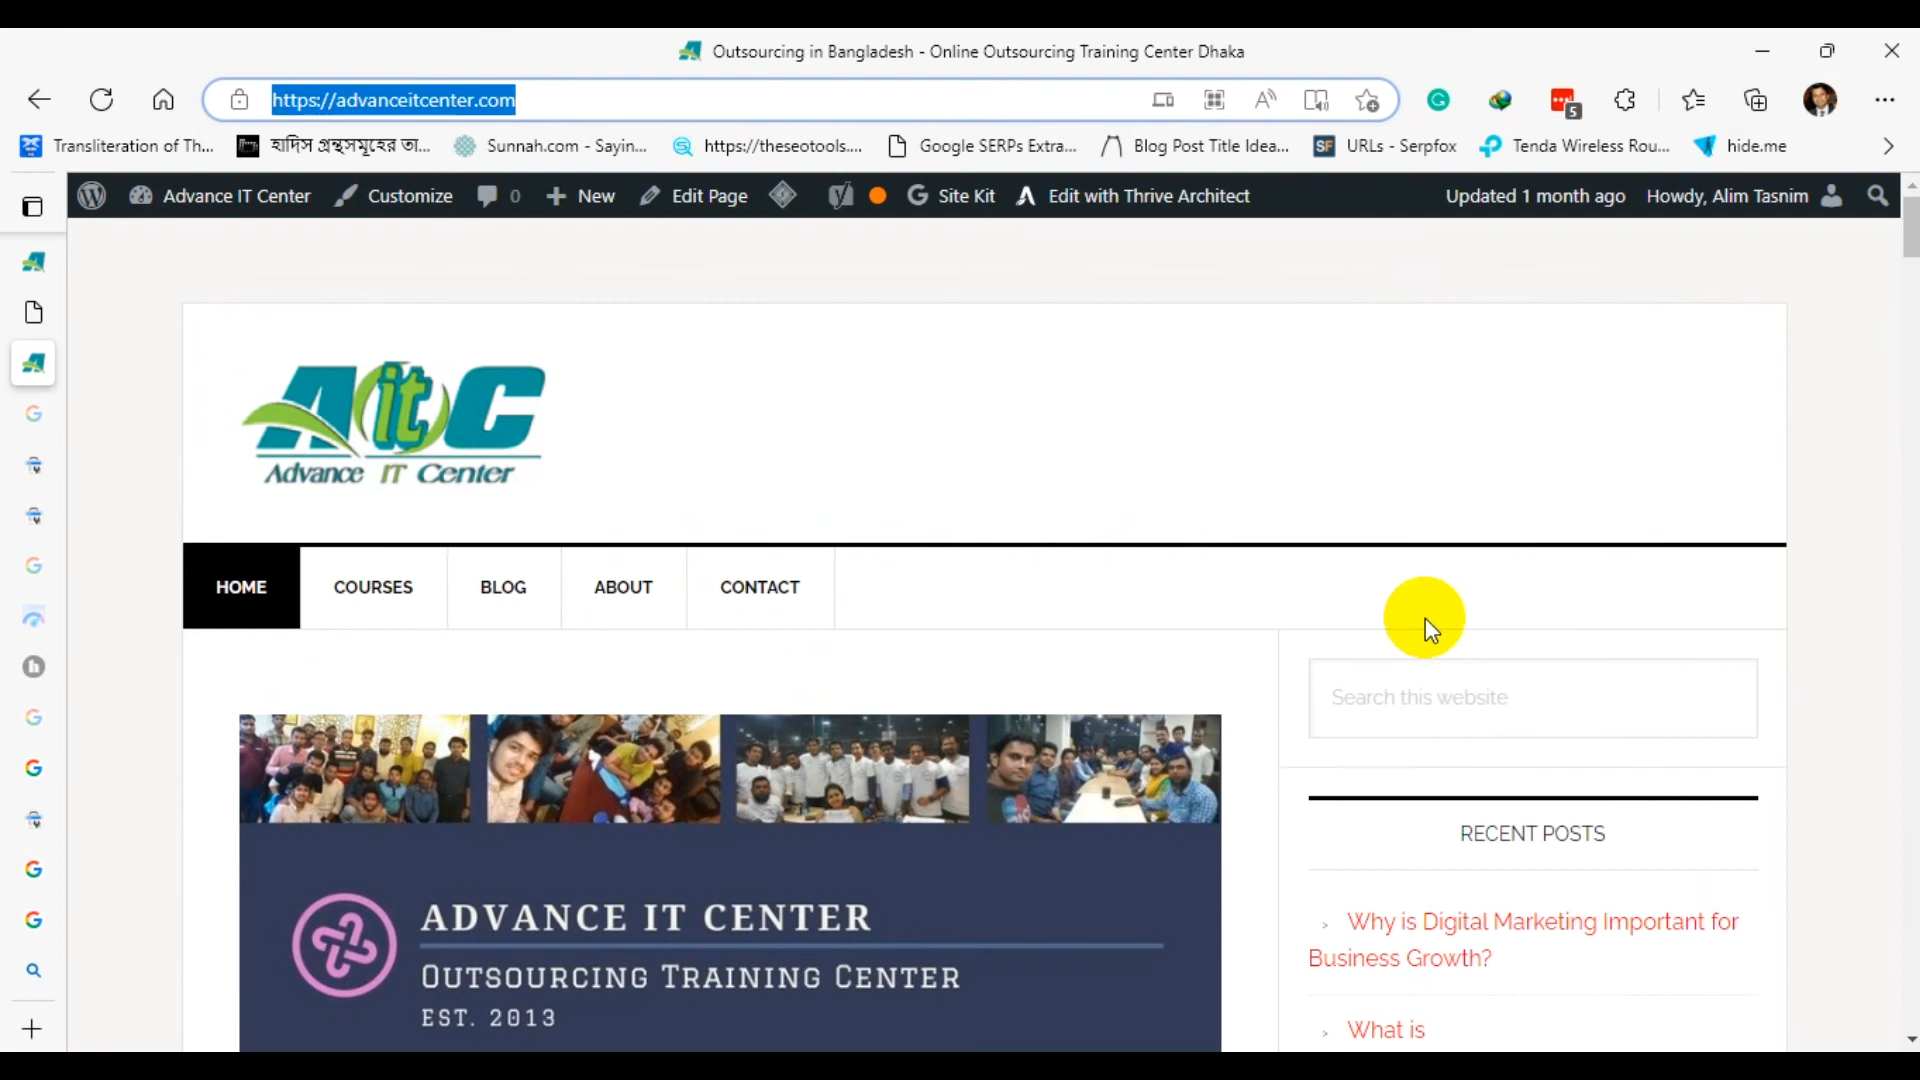 Outsourcing in Bangladesh - Online Outsourcing Training Center Dhaka
https://advanceitcenter.com
5
Transliteration of Th...
হাদিস গ্রন্থসমূহের তা...
Sunnah.com - Sayin...
https://theseotools....
Google SERPs Extra...
Blog Post Title Idea...
SF URLs - Serpfox
Tenda Wireless Rou...
hide.me
Advance IT Center
Customize
0
New
Edit Page
Site Kit
Edit with Thrive Architect
Updated 1 month ago
Howdy, Alim Tasnim
AitC
Advance IT Center
HOME
COURSES
BLOG
ABOUT
CONTACT
Search this website
RECENT POSTS
Why is Digital Marketing Important for
Business Growth?
What is
ADVANCE IT CENTER
OUTSOURCING TRAINING CENTER
EST. 2013